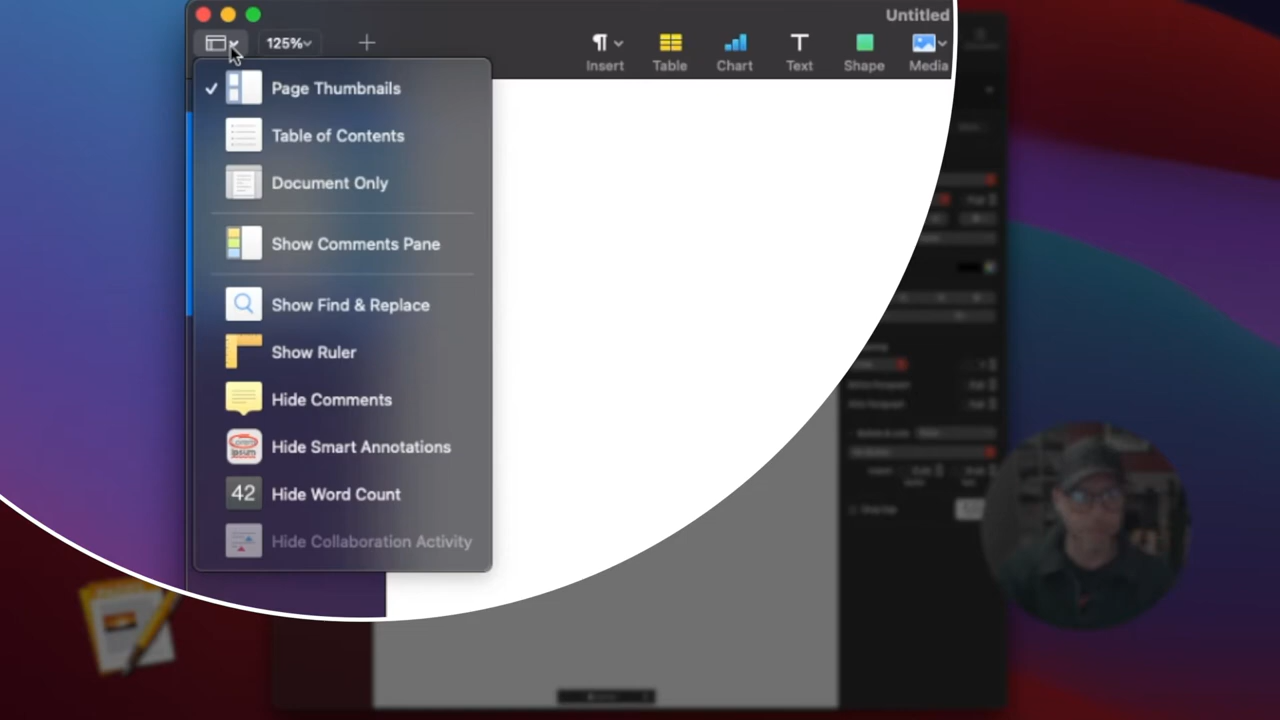 Untitled
125%
Insert
Table
Chart
Text
Shape
Media
Page Thumbnails
Table of Contents
Document Only
Show Comments Pane
Show Find & Replace
Show Ruler
Hide Comments
Hide Smart Annotations
42 Hide Word Count
Hide Collaboration Activity